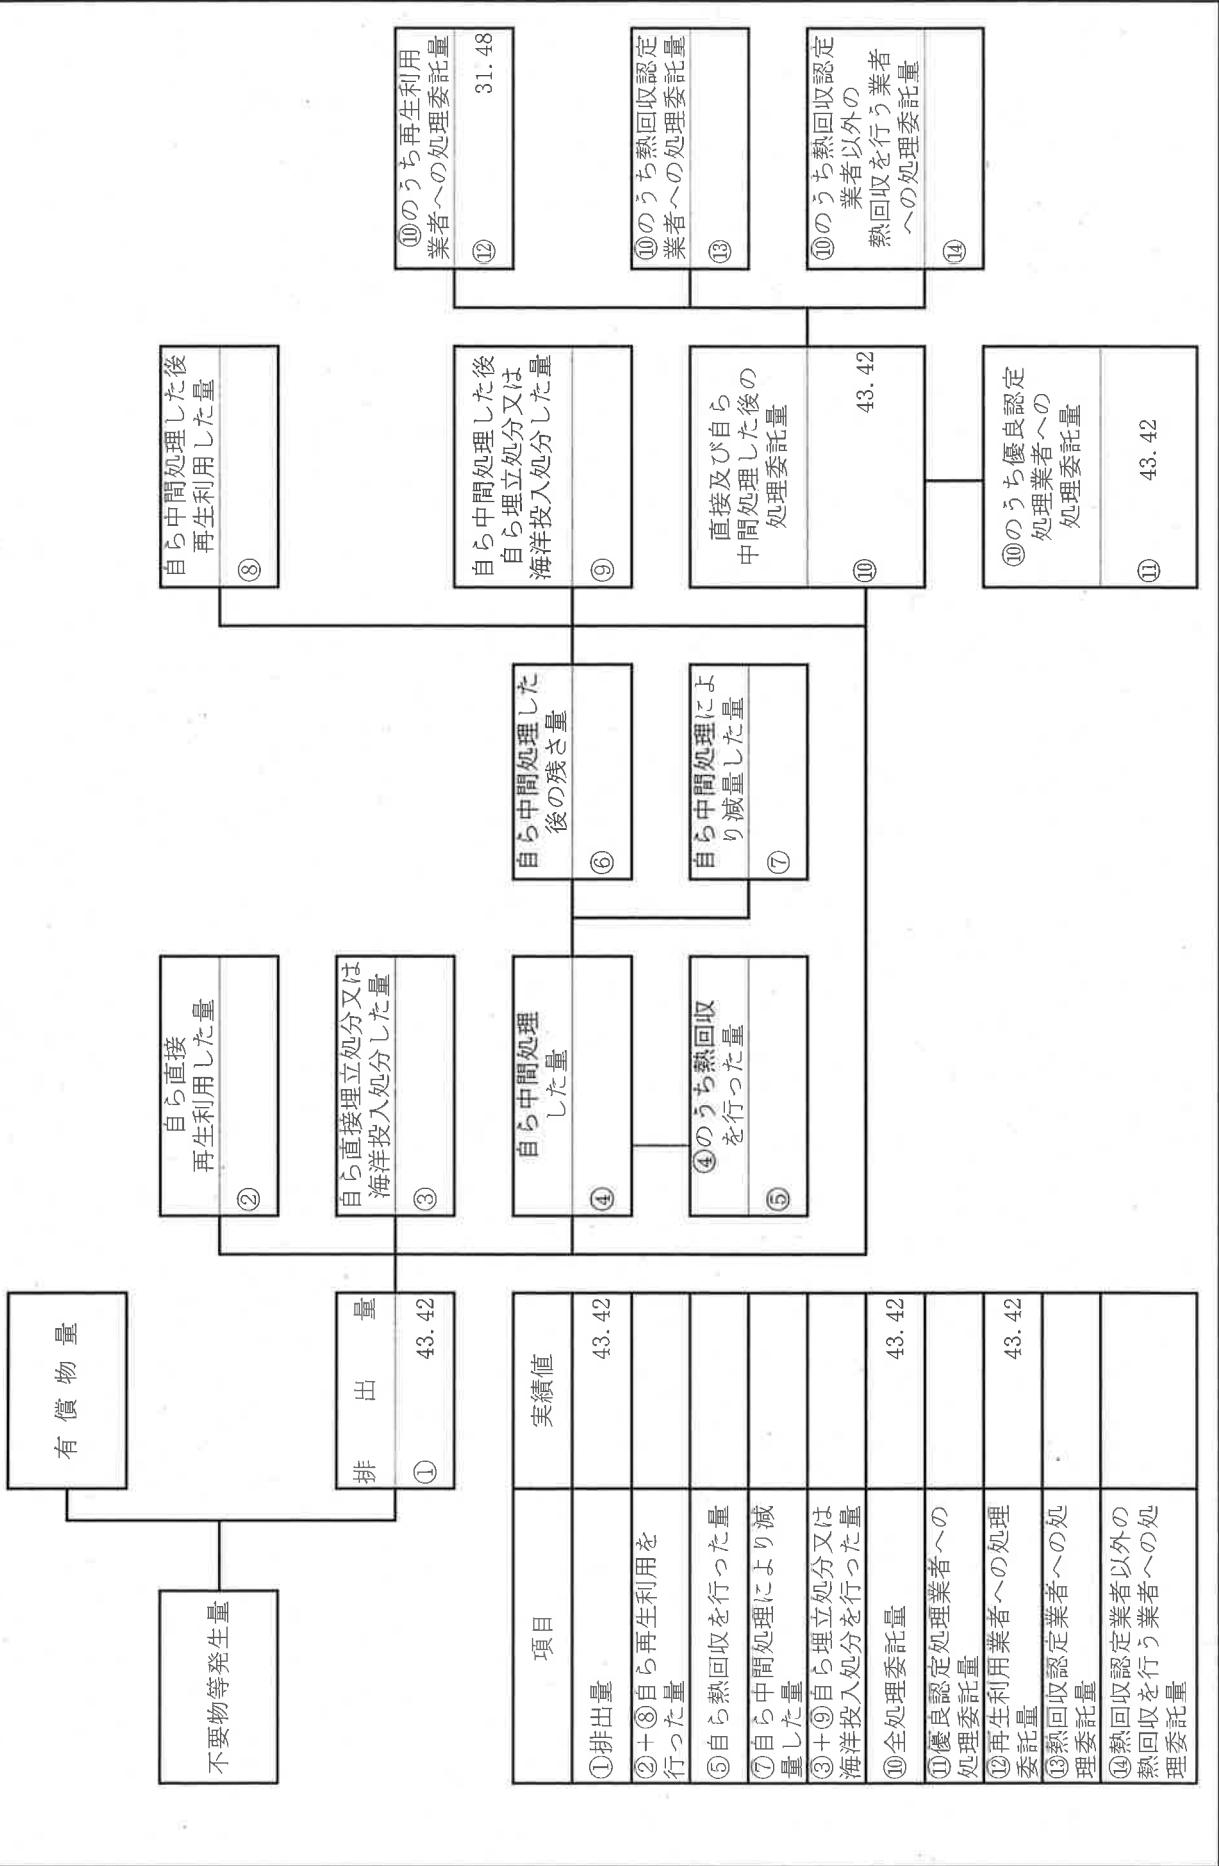 不要物等発生量
有償物量
排出量
① 43.42
自ら直接
再生利用した量
②
自ら直接埋立処分又は
海洋投入処分した量
③
自ら中間処理
した量
④
④のうち熱回収
を行った量
⑤
自ら中間処理した
後の残さ量
⑥
自ら中間処理によ
り減量した量
⑦
自ら中間処理した後
再生利用した量
⑧
自ら中間処理した後
自ら埋立処分又は
海洋投入処分した量
⑨
直接及び自ら
中間処理した後の
処理委託量
⑩ 43.42
⑩のうち優良認定
処理業者への
処理委託量
⑪ 43.42
⑩のうち再生利用
業者への処理委託量
⑫ 31.48
⑩のうち熱回収認定
業者への処理委託量
⑬
⑩のうち熱回収認定
業者以外の
熱回収を行う業者
への処理委託量
⑭
項目 実績値
①排出量 43.42
②＋⑧自ら再生利用を
行った量
⑤自ら熱回収を行った量
⑦自ら中間処理により減
量した量
③＋⑨自ら埋立処分又は
海洋投入処分を行った量
⑩全処理委託量 43.42
⑪優良認定処理業者への
処理委託量
⑫再生利用業者への処理
委託量 43.42
⑬熱回収認定業者への処
理委託量
⑭熱回収認定業者以外の
熱回収を行う業者への処
理委託量